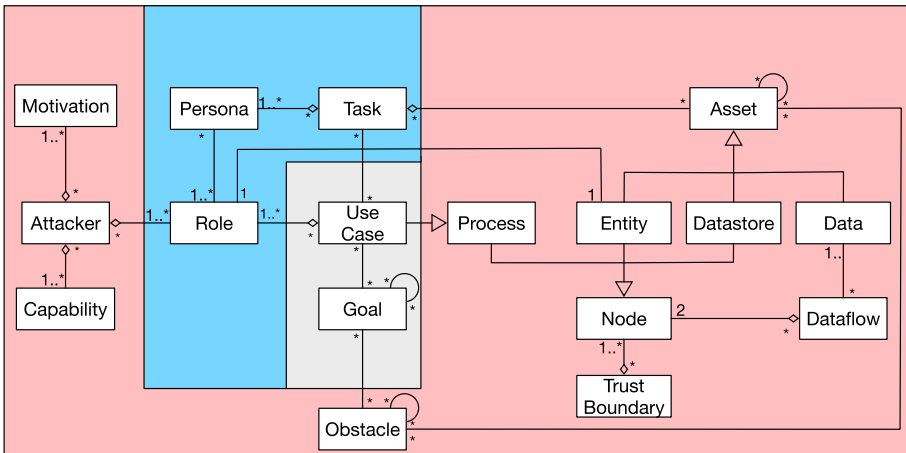 Motivation
1..*
*
Attacker
*
1..*
*
1..*
Capability
Persona
1..*
*
Task
*
*
*
1..*
1
Role
1..*
*
*
Use
Case
*
*
*
Goal
*
*
*
*
*
Obstacle
*
*
*
Asset
*
*
*
Process
1
Entity
Datastore
Data
1..
*
Node
2
*
Dataflow
1..*
*
Trust
Boundary